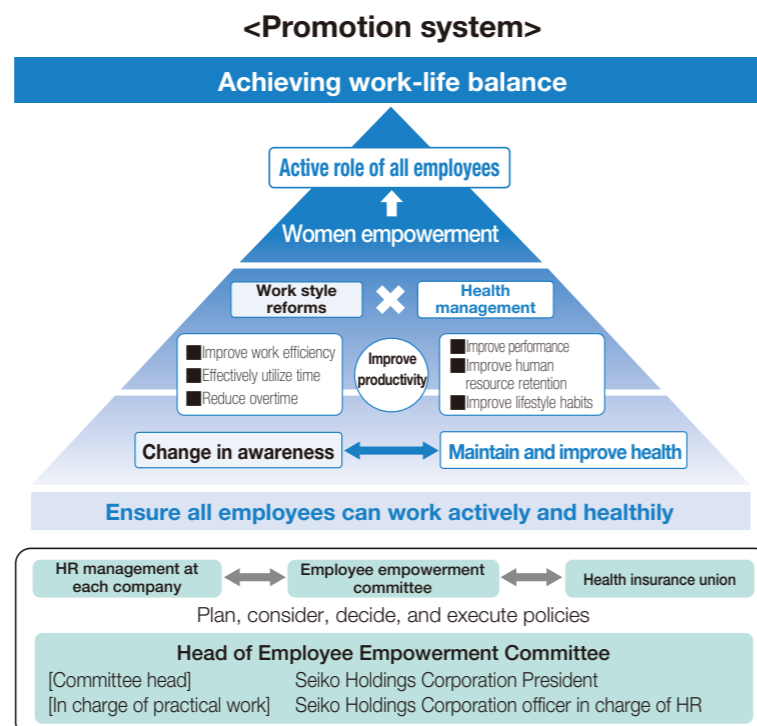 <Promotion system>
Achieving work-life balance
Active role of all employees
Women empowerment
Work style
reforms
Health
management
■Improve work efficiency
■Effectively utilize time
■Reduce overtime
Improve
productivity
■Improve performance
■Improve human
resource retention
■Improve lifestyle habits
Change in awareness
Maintain and improve health
Ensure all employees can work actively and healthily
HR management at
each company
Employee empowerment
committee
Health insurance union
Plan, consider, decide, and execute policies
Head of Employee Empowerment Committee
[Committee head] Seiko Holdings Corporation President
[In charge of practical work] Seiko Holdings Corporation officer in charge of HR